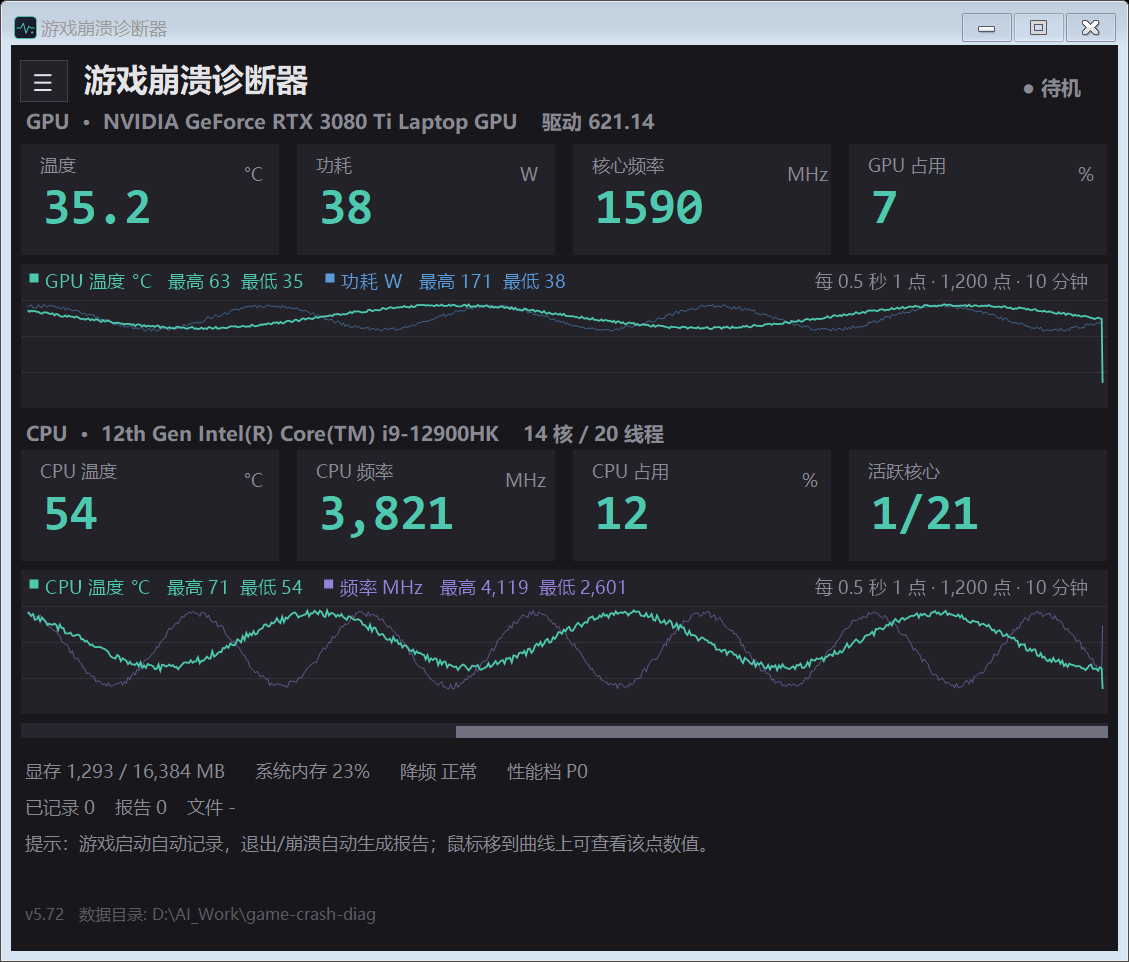 游戏崩溃诊断器
☰ 游戏崩溃诊断器
● 待机
GPU • NVIDIA GeForce RTX 3080 Ti Laptop GPU 驱动 621.14
温度 °C
35.2
功耗 W
38
核心频率 MHz
1590
GPU 占用 %
7
GPU 温度 °C 最高 63 最低 35 功耗 W 最高 171 最低 38 每 0.5 秒 1 点 · 1,200 点 · 10 分钟
CPU • 12th Gen Intel(R) Core(TM) i9-12900HK 14 核 / 20 线程
CPU 温度 °C
54
CPU 频率 MHz
3,821
CPU 占用 %
12
活跃核心
1/21
CPU 温度 °C 最高 71 最低 54 频率 MHz 最高 4,119 最低 2,601 每 0.5 秒 1 点 · 1,200 点 · 10 分钟
显存 1,293 / 16,384 MB 系统内存 23% 降频 正常 性能档 P0
已记录 0 报告 0 文件 -
提示：游戏启动自动记录，退出/崩溃自动生成报告；鼠标移到曲线上可查看该点数值。
v5.72 数据目录: D:\AI_Work\game-crash-diag